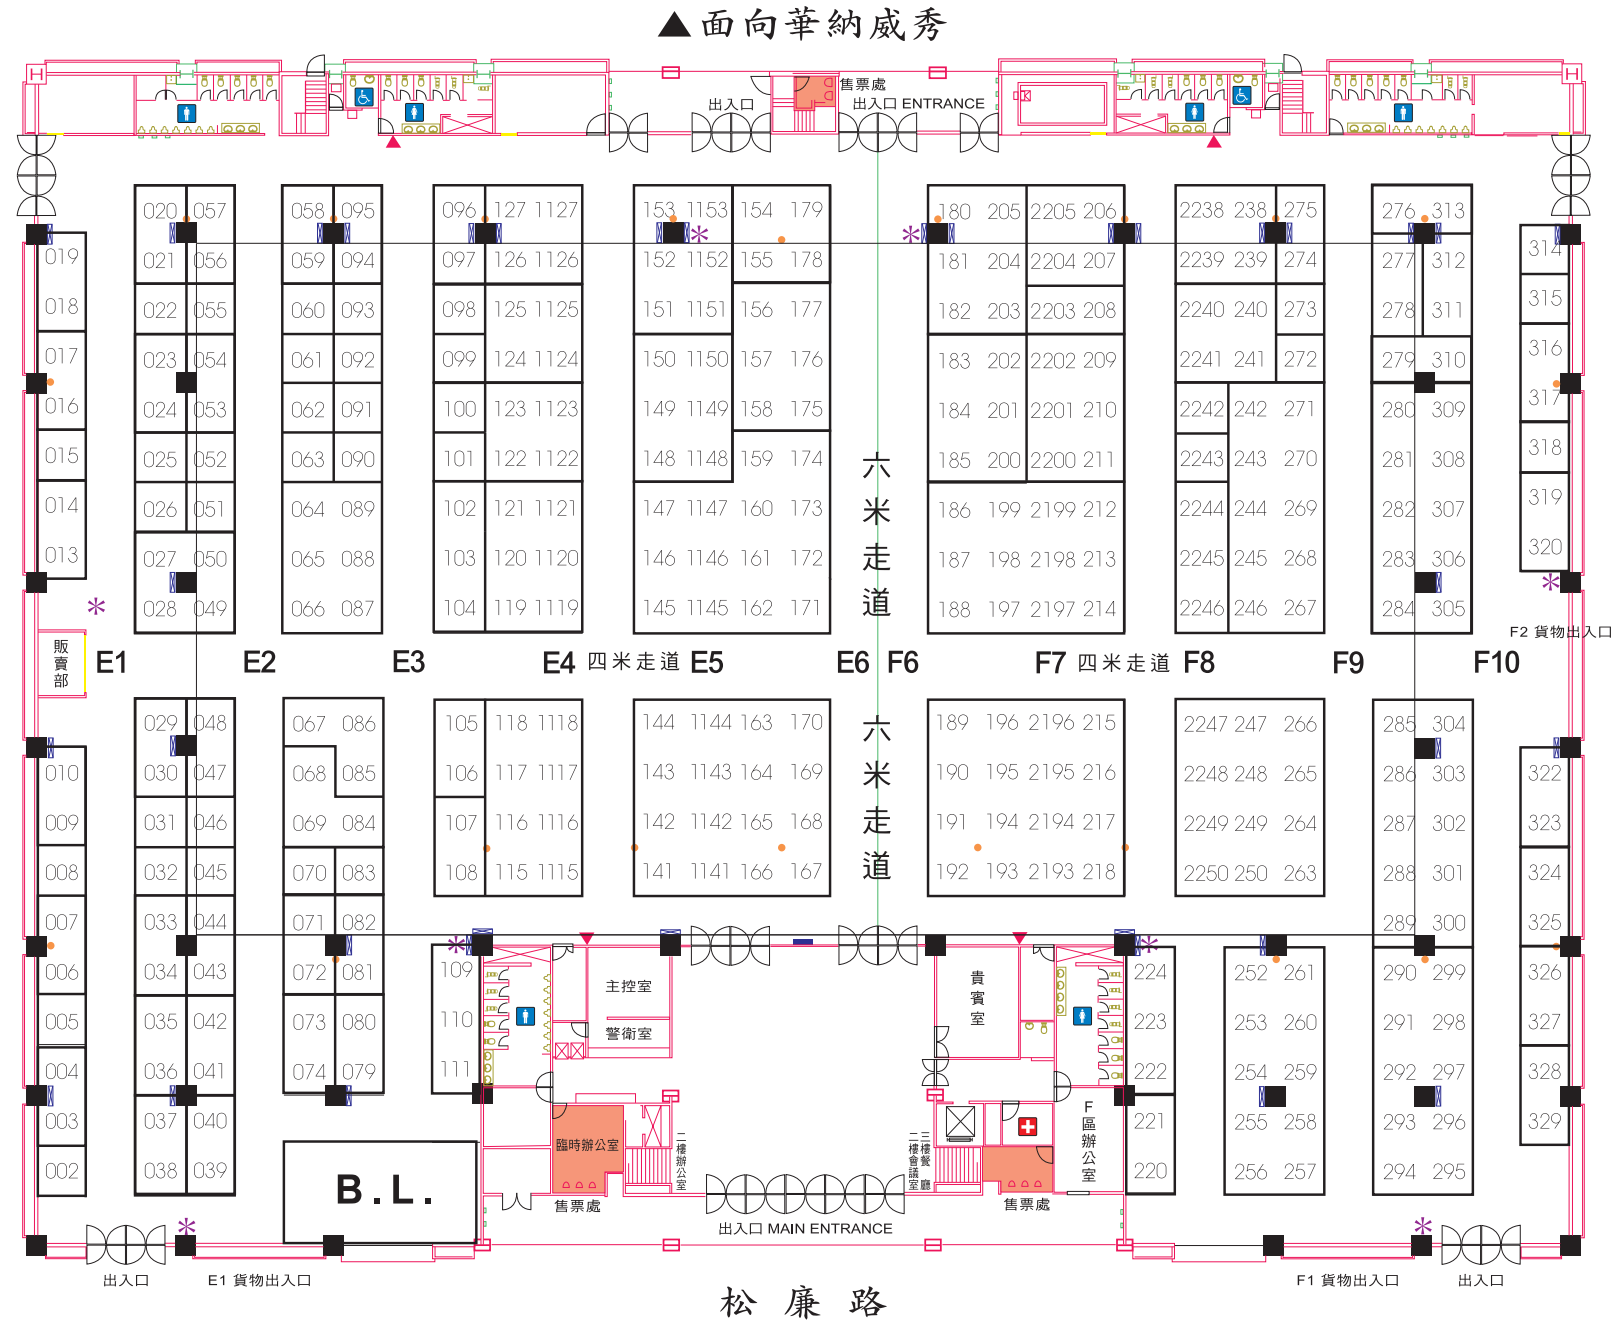 ▲面向華納威秀
售票處
出入口 出入口 ENTRANCE
020 057 058 095 096 127 1127 153 1153 154 179 180 205 2205 206 2238 238 275 276 313
019 021 056 059 094 097 126 1126 152 1152 155 178 181 204 2204 207 2239 239 274 277 312 314
018 022 055 060 093 098 125 1125 151 1151 156 177 182 203 2203 208 2240 240 273 278 311 315
017 023 054 061 092 099 124 1124 150 1150 157 176 183 202 2202 209 2241 241 272 279 310 316
016 024 053 062 091 100 123 1123 149 1149 158 175 184 201 2201 210 2242 242 271 280 309 317
015 025 052 063 090 101 122 1122 148 1148 159 174 185 200 2200 211 2243 243 270 281 308 318
014 026 051 064 089 102 121 1121 147 1147 160 173 186 199 2199 212 2244 244 269 282 307 319
013 027 050 065 088 103 120 1120 146 1146 161 172 187 198 2198 213 2245 245 268 283 306 320
028 049 066 087 104 119 1119 145 1145 162 171 188 197 2197 214 2246 246 267 284 305
六米走道
F2 貨物出入口
販賣部
E1 E2 E3 E4 四米走道 E5 E6 F6 F7 四米走道 F8 F9 F10
029 048 067 086 105 118 1118 144 1144 163 170 189 196 2196 215 2247 247 266 285 304
010 030 047 068 085 106 117 1117 143 1143 164 169 190 195 2195 216 2248 248 265 286 303 322
009 031 046 069 084 107 116 1116 142 1142 165 168 191 194 2194 217 2249 249 264 287 302 323
008 032 045 070 083 108 115 1115 141 1141 166 167 192 193 2193 218 2250 250 263 288 301 324
六米走道
007 033 044 071 082 289 300 325
006 034 043 072 081 109 224 252 261 290 299 326
005 035 042 073 080 110 223 253 260 291 298 327
004 036 041 074 079 111 222 254 259 292 297 328
003 037 040 221 255 258 293 296 329
002 038 039 220 256 257 294 295
主控室
警衛室
貴賓室
F區辦公室
臨時辦公室
二樓辦公室
三樓餐廳
二樓會議室
B.L.
售票處
售票處
出入口 MAIN ENTRANCE
出入口 E1 貨物出入口 F1 貨物出入口 出入口
松廉路